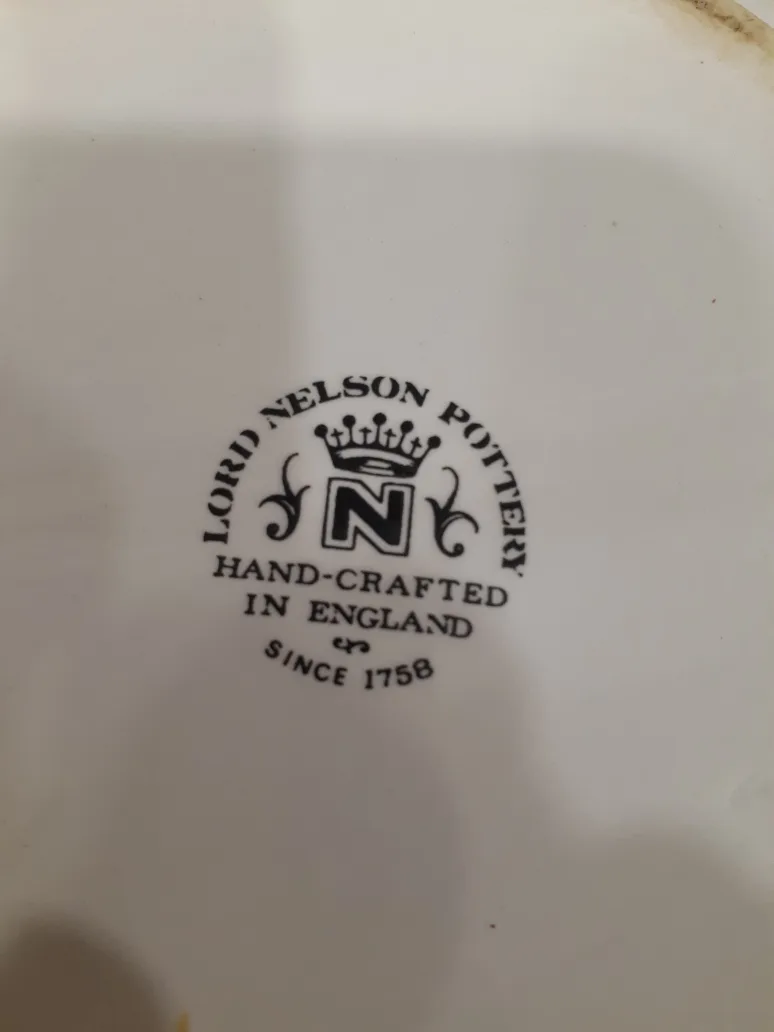 LORD NELSON POTTERY
N
HAND-CRAFTED
IN ENGLAND
SINCE 1758